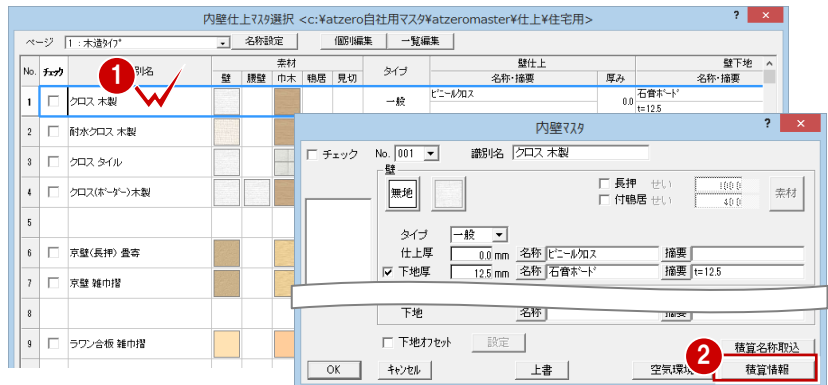 内壁仕上マスタ選択 <c:¥atzero自社用マスタ¥atzeromaster¥仕上¥住宅用>
ページ 1 : 木造タイプ 名称設定 個別編集 一覧編集
No. チェック 別名 素材 タイプ 壁仕上 壁下地
壁 腰壁 巾木 鴨居 見切 名称・摘要 厚み 名称・摘要
1 クロス 木製 一般 ビニールクロス 0.0 石膏ボード
t=12.5
2 耐水クロス 木製
3 クロス タイル
4 クロス(ボーダー)木製
5
6 京壁(長押) 畳寄
7 京壁 雑巾摺
8
9 ラワン合板 雑巾摺
1
内壁マスタ
チェック No. 001 識別名 クロス 木製
壁
無地 長押 せい 100.0 素材
付鴨居 せい 40.0
タイプ 一般
仕上厚 0.0 mm 名称 ビニールクロス 摘要
下地厚 12.5 mm 名称 石膏ボード 摘要 t=12.5
下地 名称 摘要
下地オフセット 設定 積算名称取込
2
OK キャンセル 上書 空気環境 積算情報